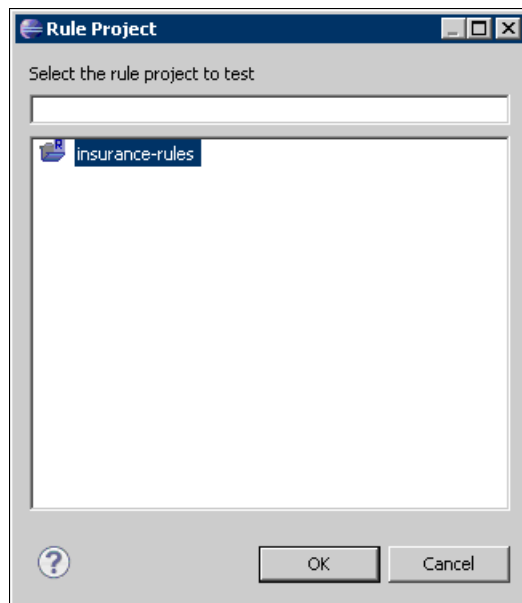 Rule Project
Select the rule project to test
insurance-rules
OK
Cancel